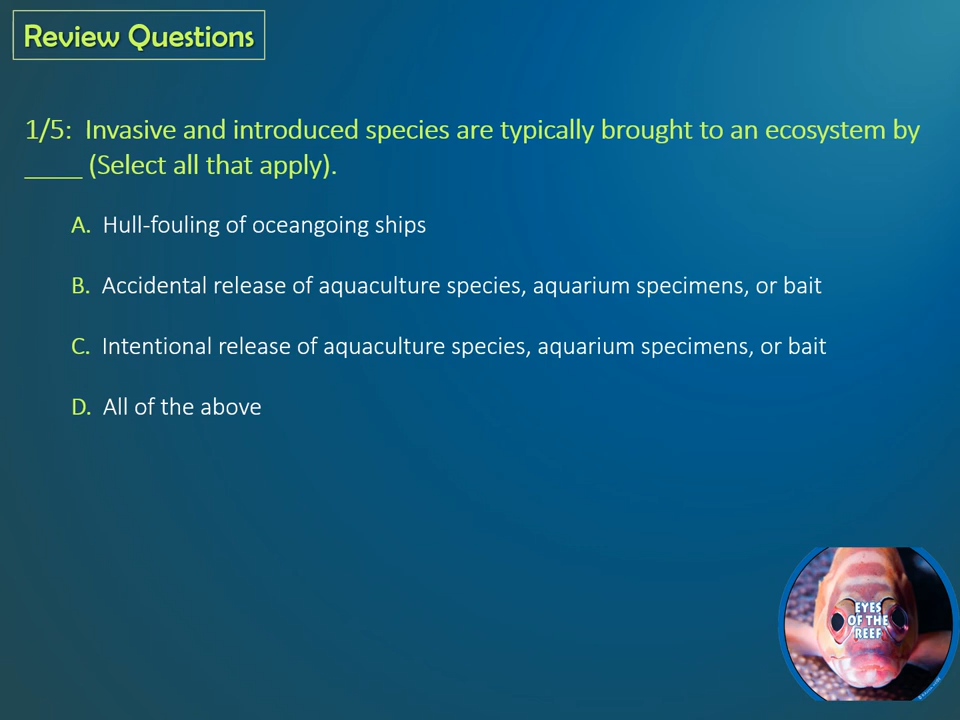 Review Questions
1/5:  Invasive and introduced species are typically brought to an ecosystem by
____ (Select all that apply).
A. Hull-fouling of oceangoing ships
B. Accidental release of aquaculture species, aquarium specimens, or bait
C. Intentional release of aquaculture species, aquarium specimens, or bait
D. All of the above
EYES
OF THE
REEF